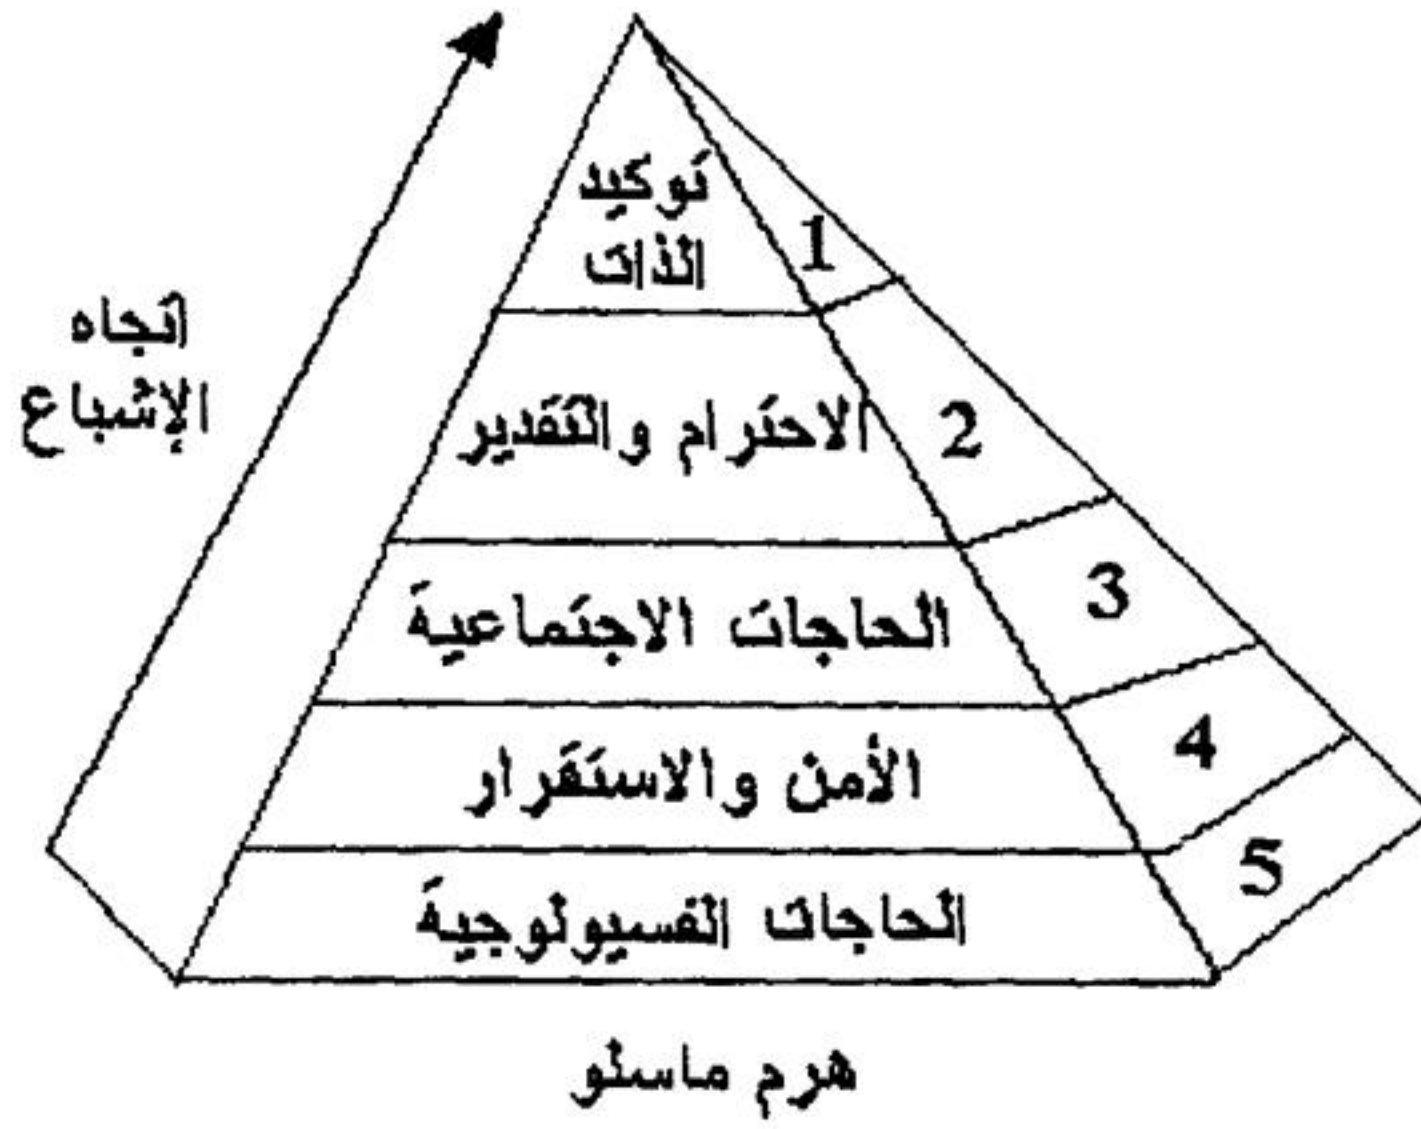 توكيد
الذات
1
اتجاه
الإشباع
الاحترام والتقدير
2
الحاجات الاجتماعية
3
الأمن والاستقرار
4
الحاجات الفسيولوجية
5
هرم ماسلو